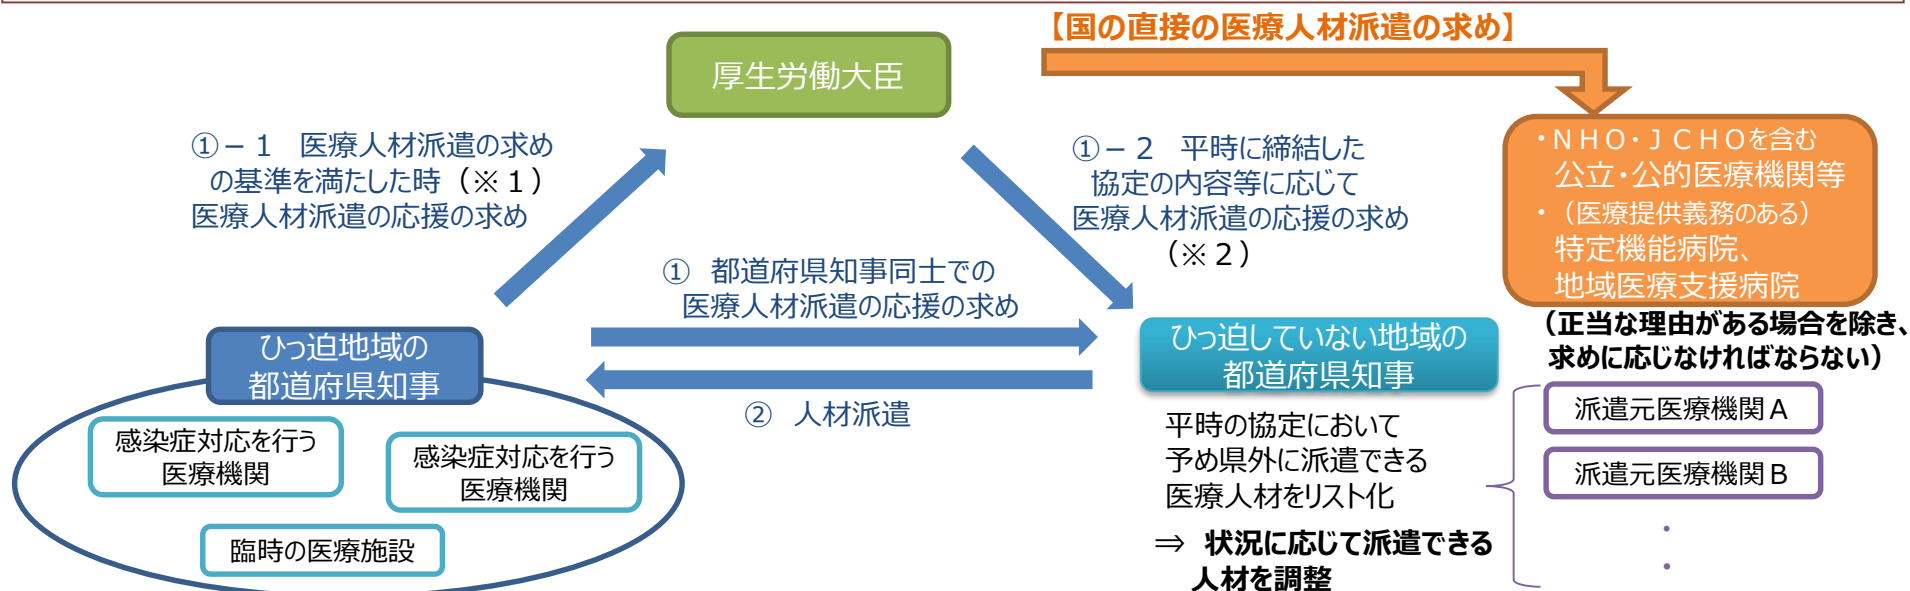 【国の直接の医療人材派遣の求め】
厚生労働大臣
①－１　医療人材派遣の求め
の基準を満たした時（※１）
医療人材派遣の応援の求め
①－２　平時に締結した
協定の内容等に応じて
医療人材派遣の応援の求め
（※２）
・ＮＨＯ・ＪＣＨＯを含む
公立・公的医療機関等
・（医療提供義務のある）
特定機能病院、
地域医療支援病院
（正当な理由がある場合を除き、
求めに応じなければならない）
①　都道府県知事同士での
医療人材派遣の応援の求め
ひっ迫地域の
都道府県知事
ひっ迫していない地域の
都道府県知事
②　人材派遣
感染症対応を行う
医療機関
感染症対応を行う
医療機関
臨時の医療施設
平時の協定において
予め県外に派遣できる
医療人材をリスト化
⇒　状況に応じて派遣できる
人材を調整
派遣元医療機関Ａ
派遣元医療機関Ｂ
・
・